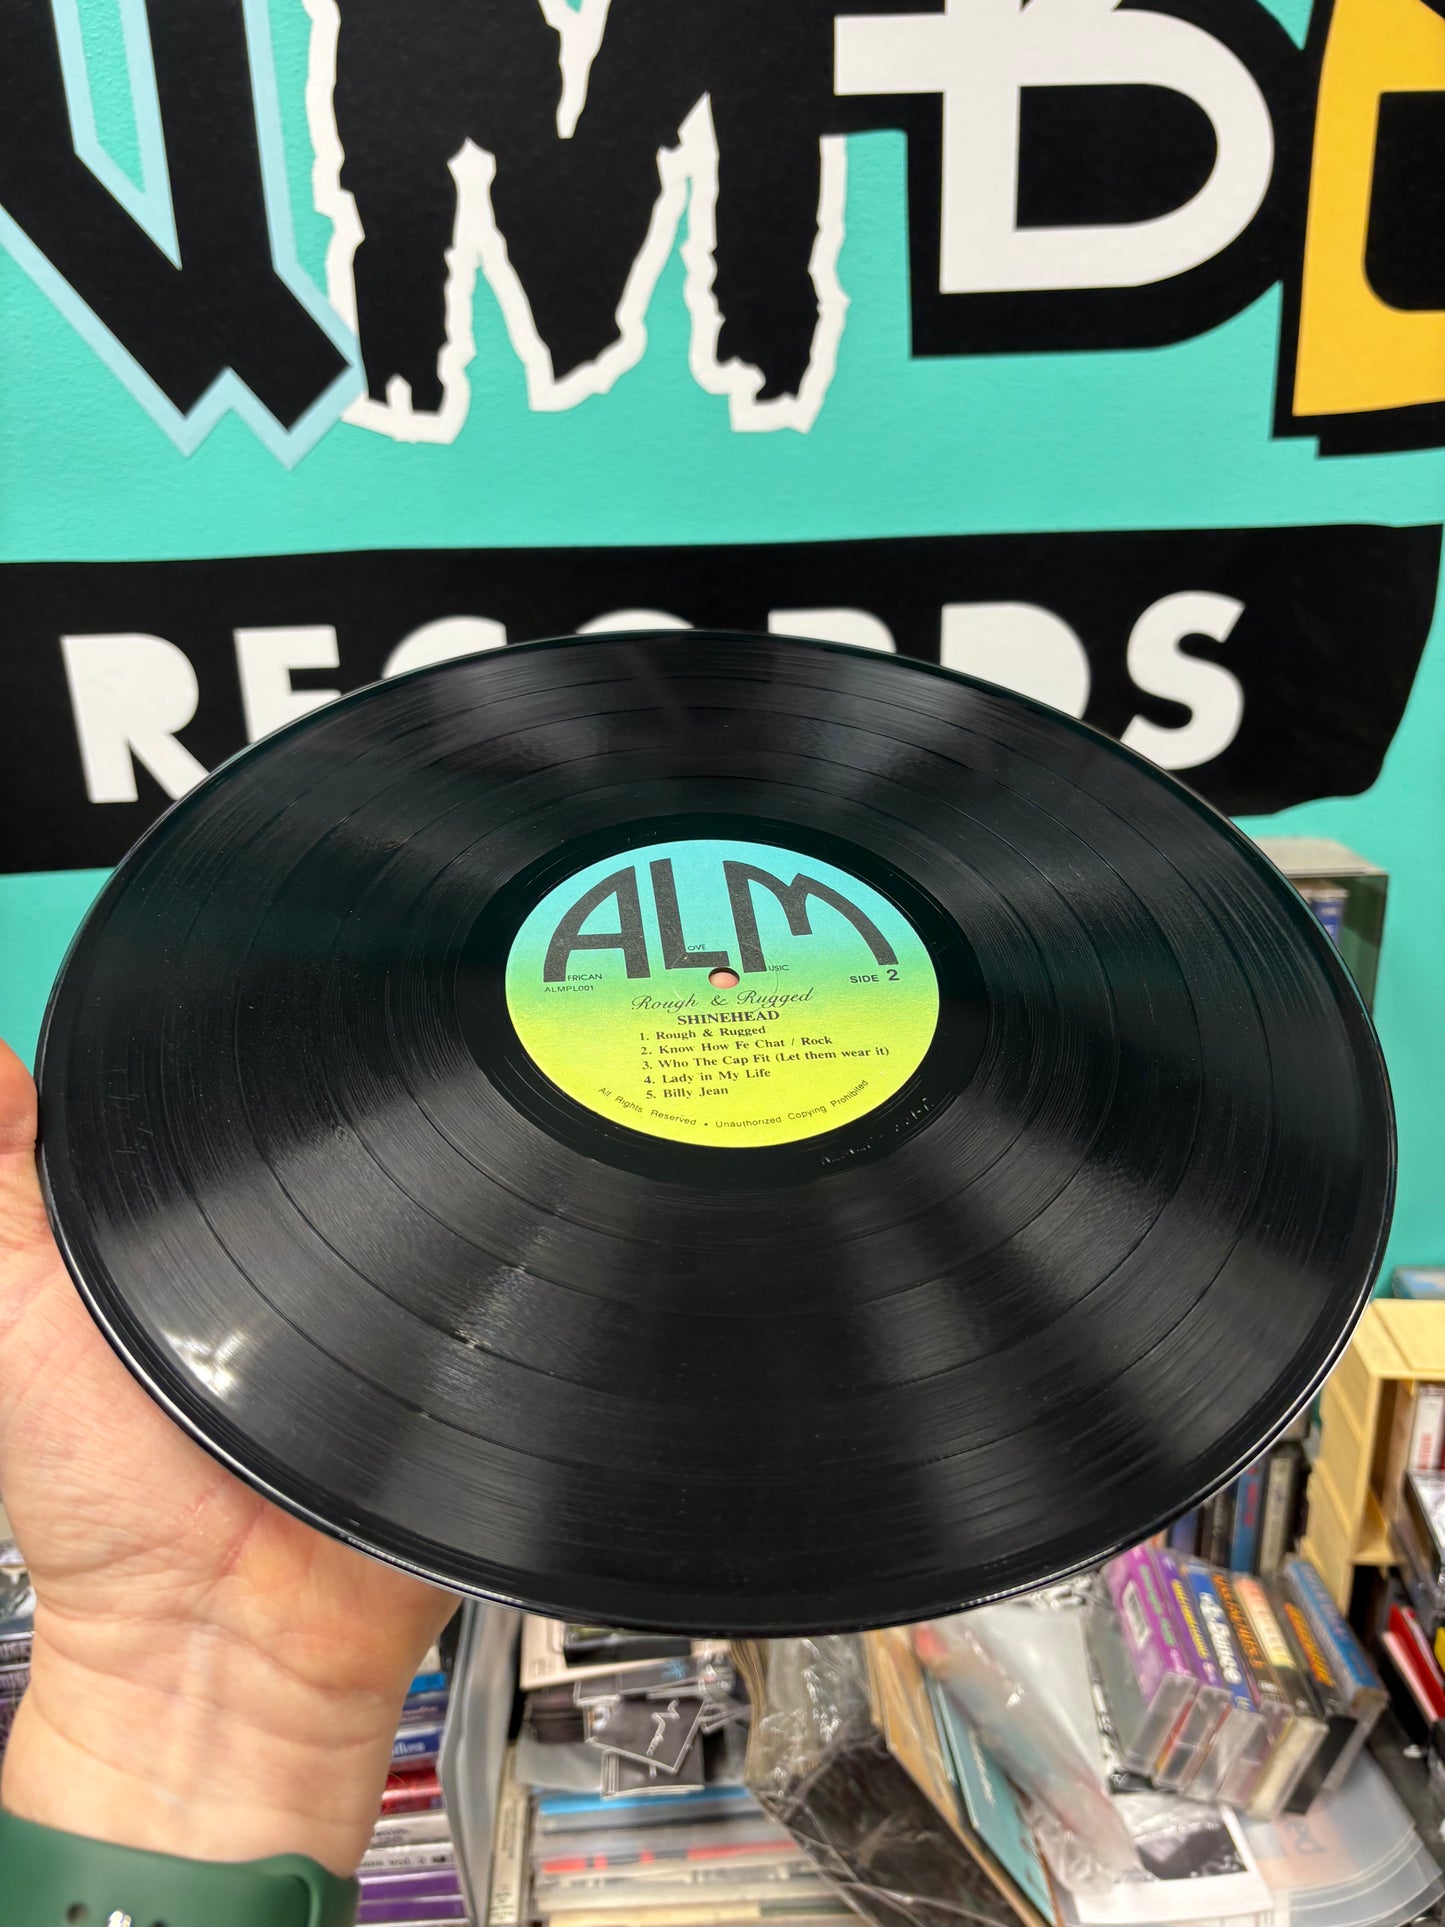 RECORDS
ALM
AFRICAN LOVE MUSIC
ALMPL001
SIDE 2
Rough & Rugged
SHINEHEAD
1. Rough & Rugged
2. Know How Fe Chat / Rock
3. Who The Cap Fit (Let them wear it)
4. Lady in My Life
5. Billy Jean
All Rights Reserved • Unauthorized Copying Prohibited